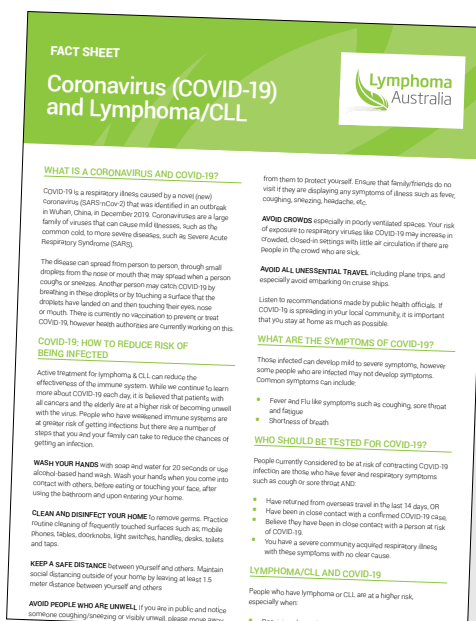 FACT SHEET
Coronavirus (COVID-19)
and Lymphoma/CLL
Lymphoma
Australia
WHAT IS A CORONAVIRUS AND COVID-19?
COVID-19 is a respiratory illness caused by a novel (new)
coronavirus (SARS-nCov-2) that was identified in an outbreak
in Wuhan, China, in December 2019. Coronaviruses are a large
family of viruses that can cause mild illnesses, such as the
common cold, to more severe diseases, such as Severe Acute
Respiratory Syndrome (SARS).
The disease can spread from person to person, through small
droplets from the nose or mouth that may spread when a person
coughs or sneezes. Another person may catch COVID-19 by
breathing in these droplets or by touching a surface that the
droplets have landed on and then touching their eyes, nose
or mouth. There is currently no vaccination to prevent or treat
COVID-19, however health authorities are currently working on this.
COVID-19: HOW TO REDUCE RISK OF
BEING INFECTED
Active treatment for lymphoma & CLL can reduce the
effectiveness of the immune system. While we continue to learn
more about COVID-19 each day, it is believed that patients with
all cancers and the elderly are at a higher risk of becoming unwell
with the virus. People who have weakened immune systems are
at greater risk of getting infections but there are a number of
steps that you and your family can take to reduce the chances of
getting an infection.
WASH YOUR HANDS with soap and water for 20 seconds or use
alcohol-based hand wash. Wash your hands when you come into
contact with others, before eating or touching your face, after
using the bathroom and upon entering your home.
CLEAN AND DISINFECT YOUR HOME to remove germs. Practice
routine cleaning of frequently touched surfaces such as; mobile
phones, tables, doorknobs, light switches, handles, desks, toilets
and taps.
KEEP A SAFE DISTANCE between yourself and others. Maintain
social distancing outside of your home by leaving at least 1.5
meter distance between yourself and others
AVOID PEOPLE WHO ARE UNWELL if you are in public and notice
someone coughing/sneezing or visibly unwell, please move away
from them to protect yourself. Ensure that family/friends do no
visit if they are displaying any symptoms of illness such as fever,
coughing, sneezing, headache, etc.
AVOID CROWDS especially in poorly ventilated spaces. Your risk
of exposure to respiratory viruses like COVID-19 may increase in
crowded, closed-in settings with little air circulation if there are
people in the crowd who are sick.
AVOID ALL UNESSENTIAL TRAVEL including plane trips, and
especially avoid embarking on cruise ships.
Listen to recommendations made by public health officials. If
COVID-19 is spreading in your local community, it is important
that you stay at home as much as possible.
WHAT ARE THE SYMPTOMS OF COVID-19?
Those infected can develop mild to severe symptoms, however
some people who are infected may not develop symptoms.
Common symptoms can include:
• Fever and Flu like symptoms such as coughing, sore throat
and fatigue
• Shortness of breath
WHO SHOULD BE TESTED FOR COVID-19?
People currently considered to be at risk of contracting COVID-19
infection are those who have fever and respiratory symptoms
such as cough or sore throat AND:
• Have returned from overseas travel in the last 14 days, OR
• Have been in close contact with a confirmed COVID-19 case,
• Believe they have been in close contact with a person at risk
of COVID-19.
• You have a severe community acquired respiratory illness
with these symptoms with no clear cause.
LYMPHOMA/CLL AND COVID-19
People who have lymphoma or CLL are at a higher risk,
especially when: